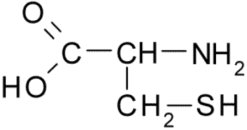 O
C CH NH₂
HO
CH₂ SH